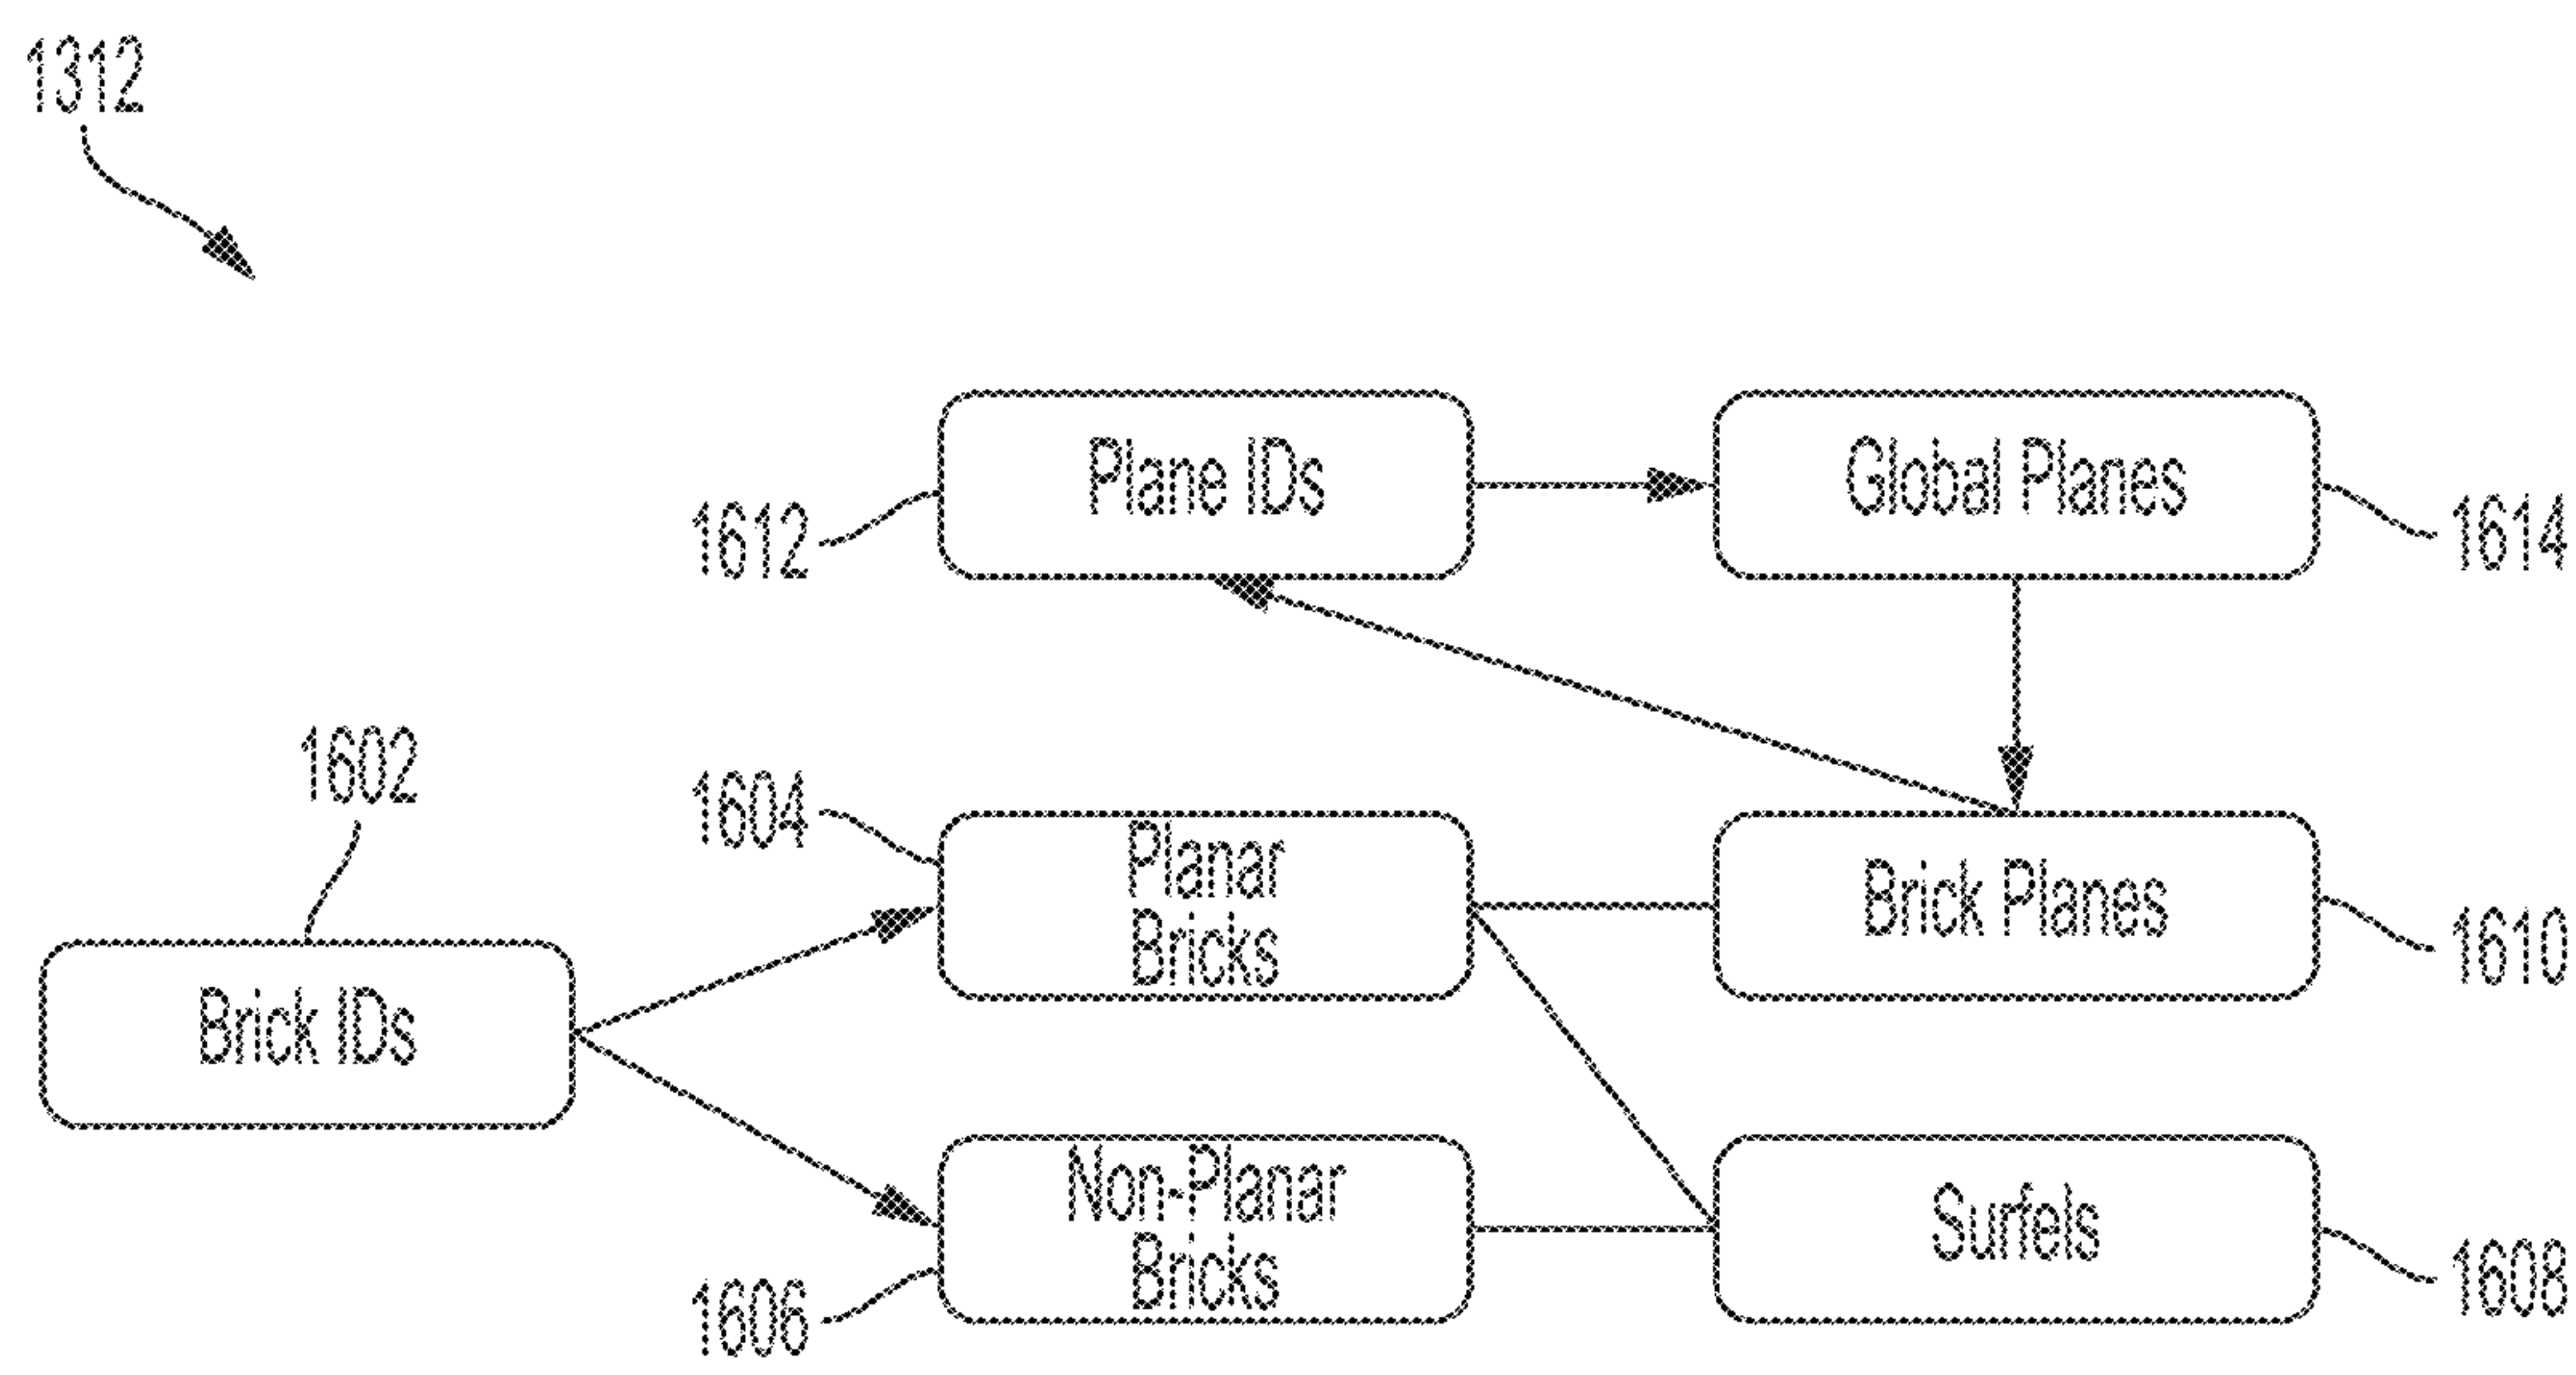 1312
Plane IDs
Global Planes
1612
1614
1602
1604
Planar
Bricks
Brick Planes
1610
Brick IDs
Non-Planar
Bricks
Surfels
1606
1608